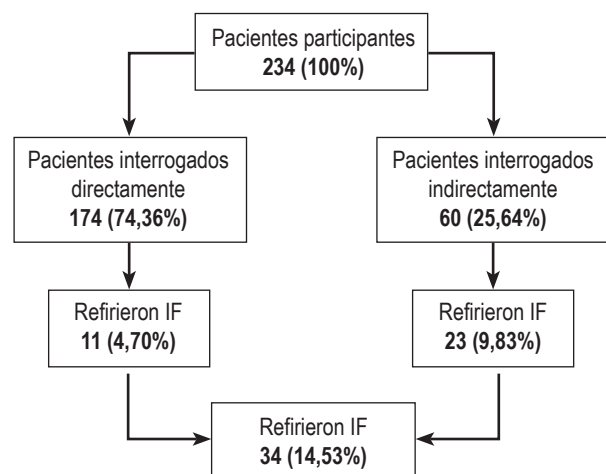 Pacientes participantes
234 (100%)
Pacientes interrogados
directamente
174 (74,36%)
Pacientes interrogados
indirectamente
60 (25,64%)
Refirieron IF
11 (4,70%)
Refirieron IF
23 (9,83%)
Refirieron IF
34 (14,53%)